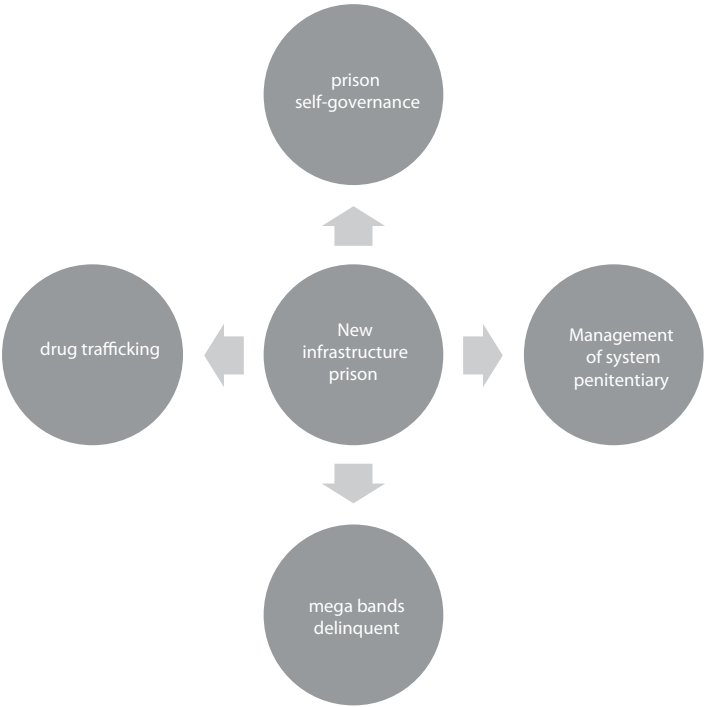 prison
self-governance
drug trafficking
New
infrastructure
prison
Management
of system
penitentiary
mega bands
delinquent